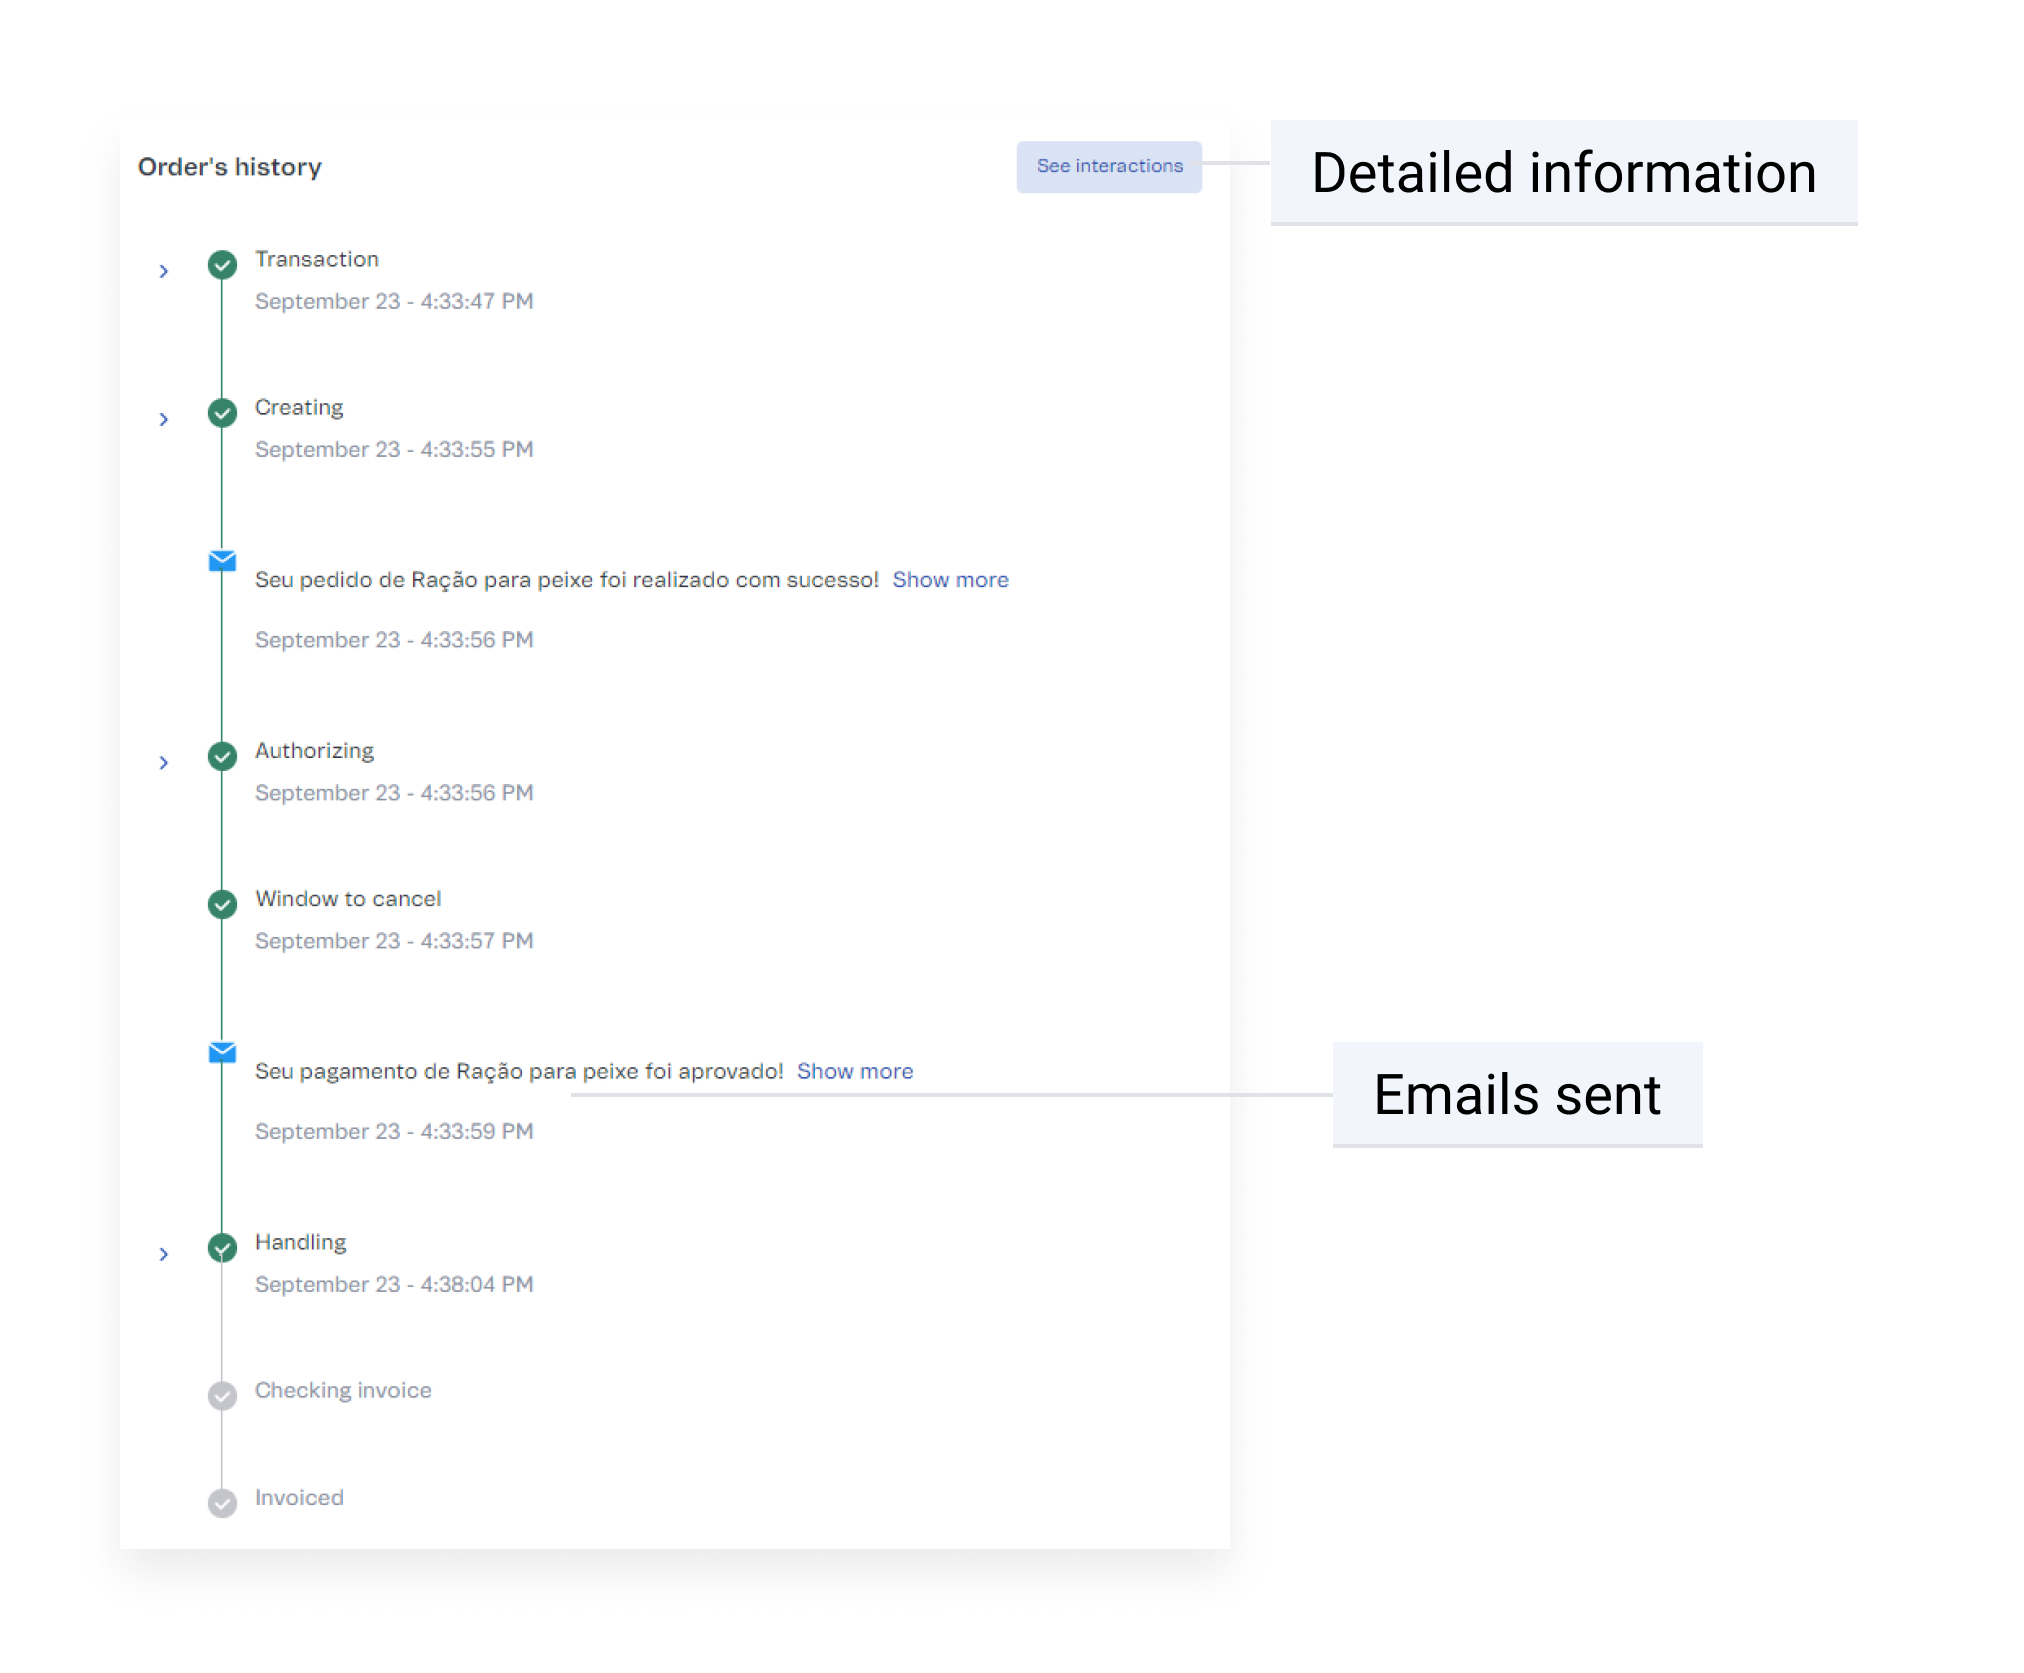 Order's history
See interactions
Detailed information
Transaction
September 23 - 4:33:47 PM
Creating
September 23 - 4:33:55 PM
Seu pedido de Ração para peixe foi realizado com sucesso! Show more
September 23 - 4:33:56 PM
Authorizing
September 23 - 4:33:56 PM
Window to cancel
September 23 - 4:33:57 PM
Seu pagamento de Ração para peixe foi aprovado! Show more
Emails sent
September 23 - 4:33:59 PM
Handling
September 23 - 4:38:04 PM
Checking invoice
Invoiced